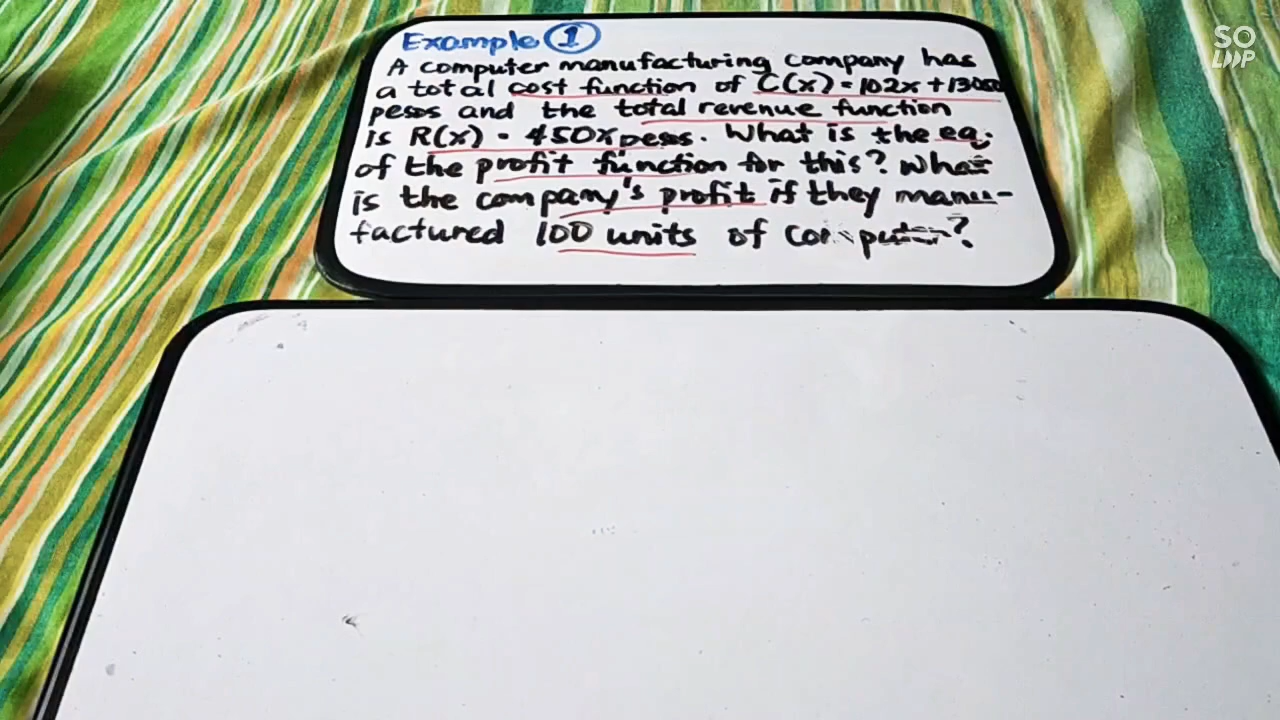 Example 1
A computer manufacturing company has
a total cost function of C(x) = 102x +
pesos and the total revenue function
is R(x) = 450x pesos. What is the eq.
of the profit function for this? What
is the company's profit if they manu-
factured 100 units of computer?
SO
LDP